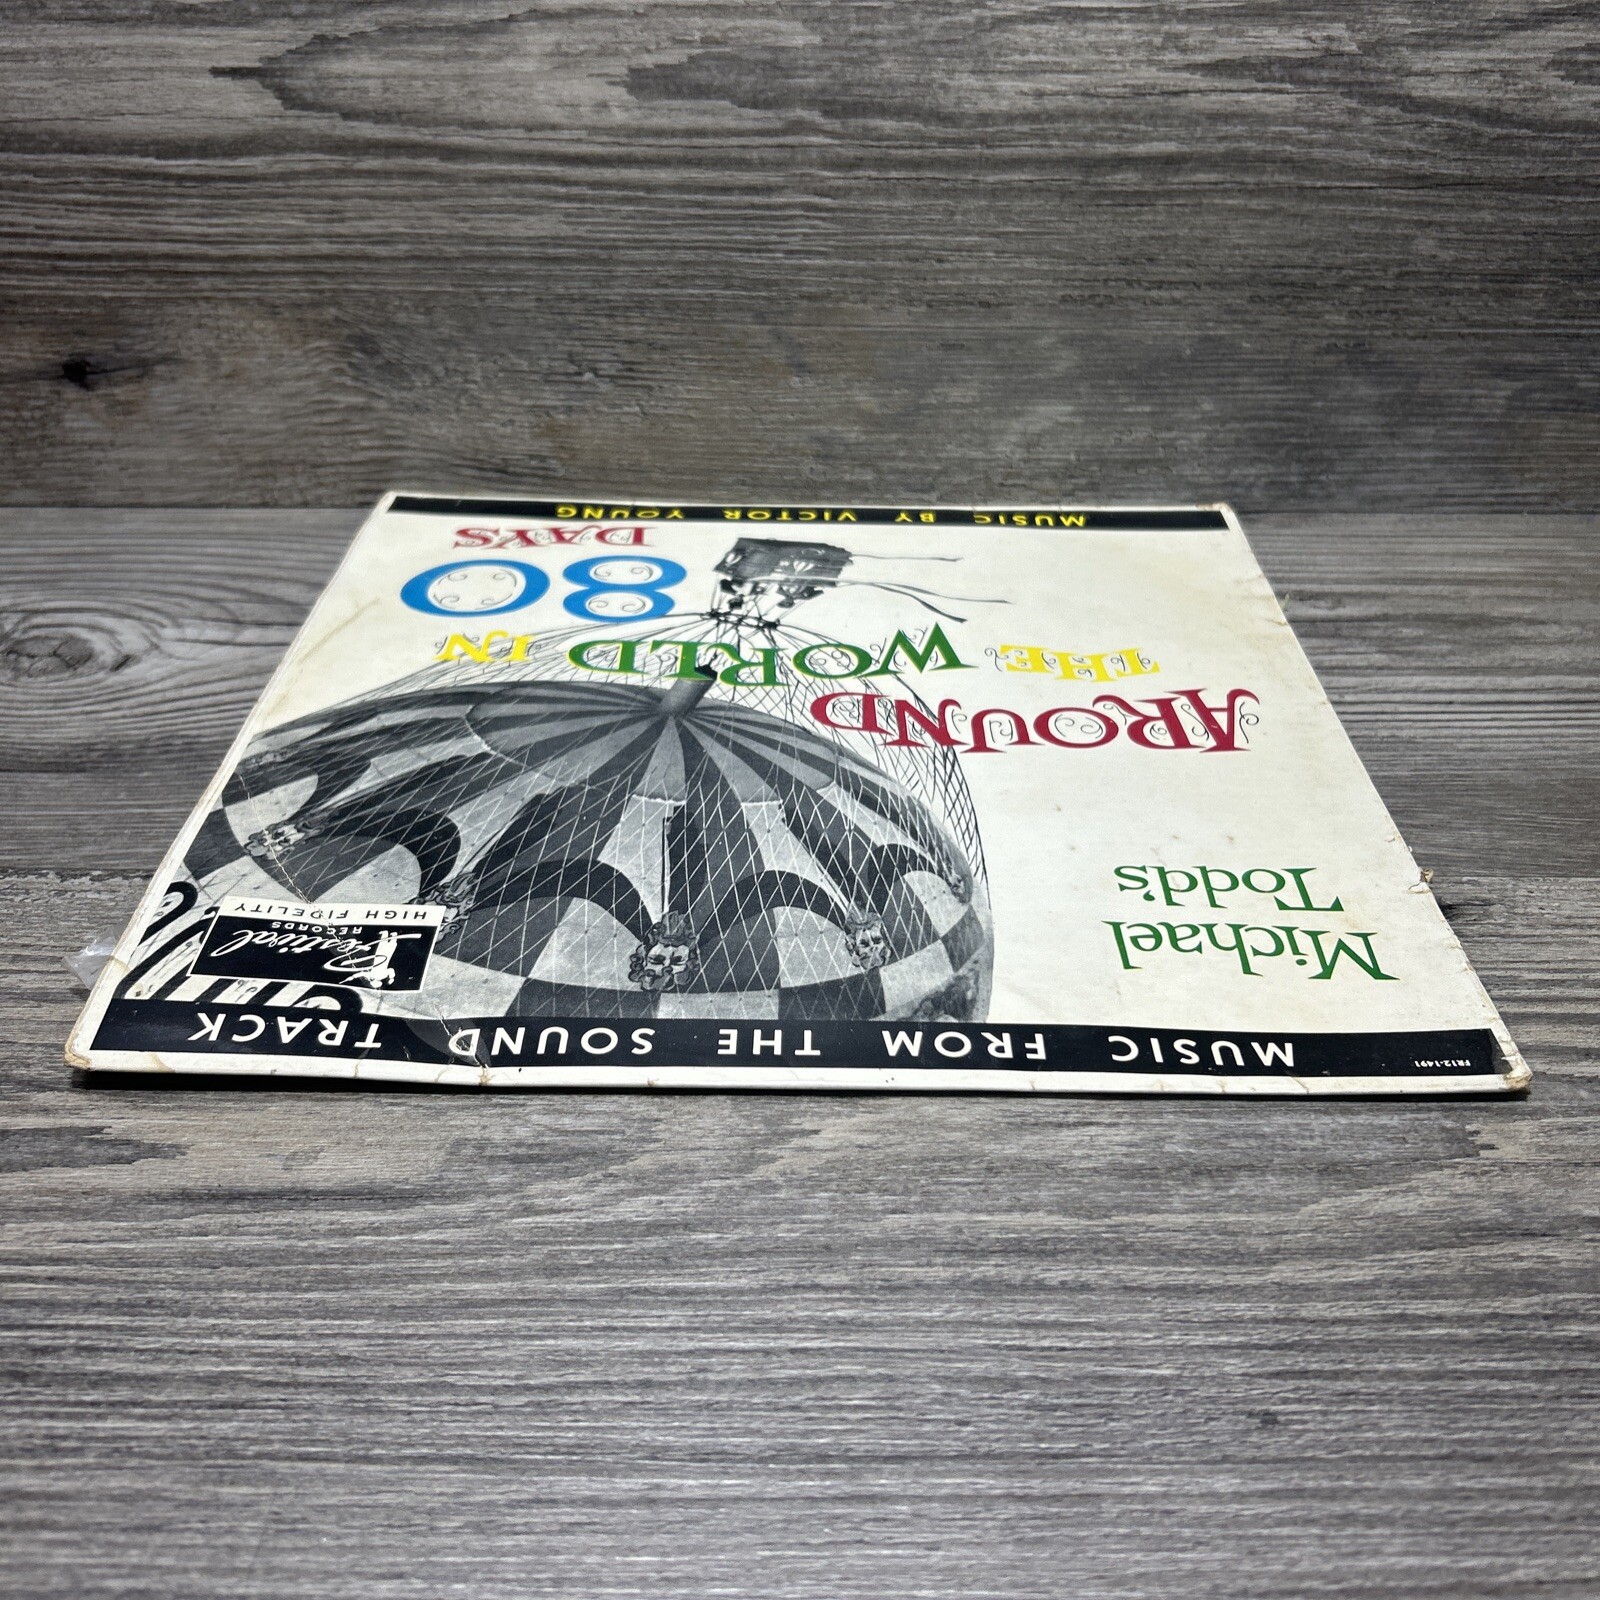 FR12-1491
MUSIC FROM THE SOUND TRACK
Festival
RECORDS
HIGH FIDELITY
Michael
Todd's
AROUND
THE WORLD IN
80
DAYS
MUSIC BY VICTOR YOUNG